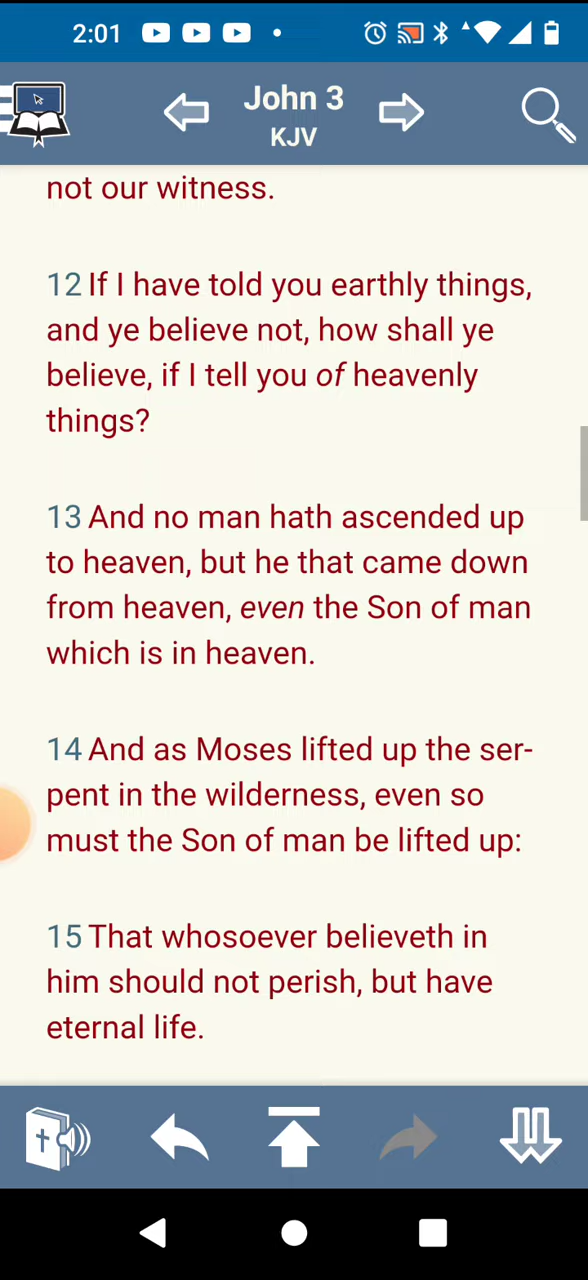 2:01
John 3
KJV
not our witness.
12 If I have told you earthly things,
and ye believe not, how shall ye
believe, if I tell you of heavenly
things?
13 And no man hath ascended up
to heaven, but he that came down
from heaven, even the Son of man
which is in heaven.
14 And as Moses lifted up the ser-
pent in the wilderness, even so
must the Son of man be lifted up:
15 That whosoever believeth in
him should not perish, but have
eternal life.